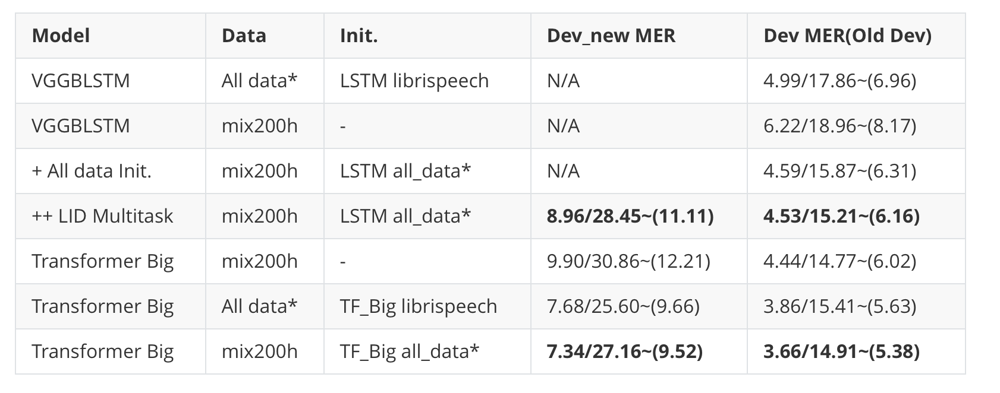 Model Data Init. Dev_new MER Dev MER(Old Dev)
VGGBLSTM All data* LSTM librispeech N/A 4.99/17.86~(6.96)
VGGBLSTM mix200h - N/A 6.22/18.96~(8.17)
+ All data Init. mix200h LSTM all_data* N/A 4.59/15.87~(6.31)
++ LID Multitask mix200h LSTM all_data* 8.96/28.45~(11.11) 4.53/15.21~(6.16)
Transformer Big mix200h - 9.90/30.86~(12.21) 4.44/14.77~(6.02)
Transformer Big All data* TF_Big librispeech 7.68/25.60~(9.66) 3.86/15.41~(5.63)
Transformer Big mix200h TF_Big all_data* 7.34/27.16~(9.52) 3.66/14.91~(5.38)